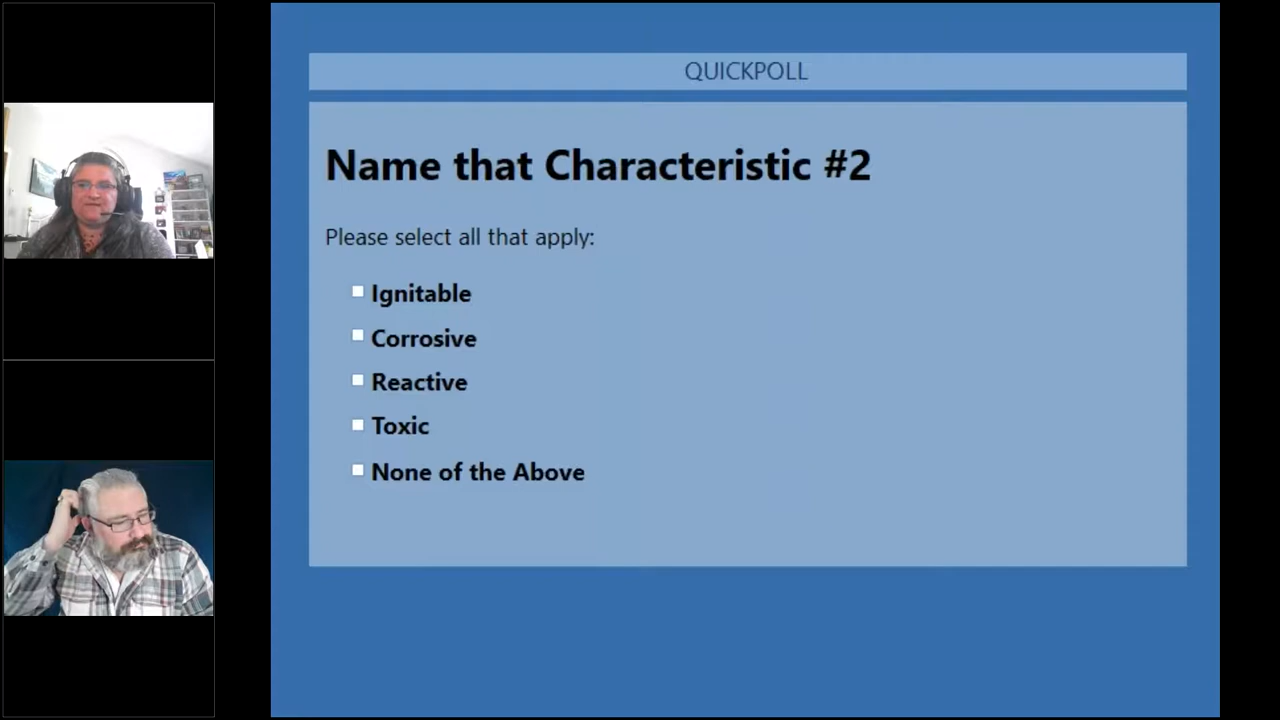 QUICKPOLL
Name that Characteristic #2
Please select all that apply:
Ignitable
Corrosive
Reactive
Toxic
None of the Above